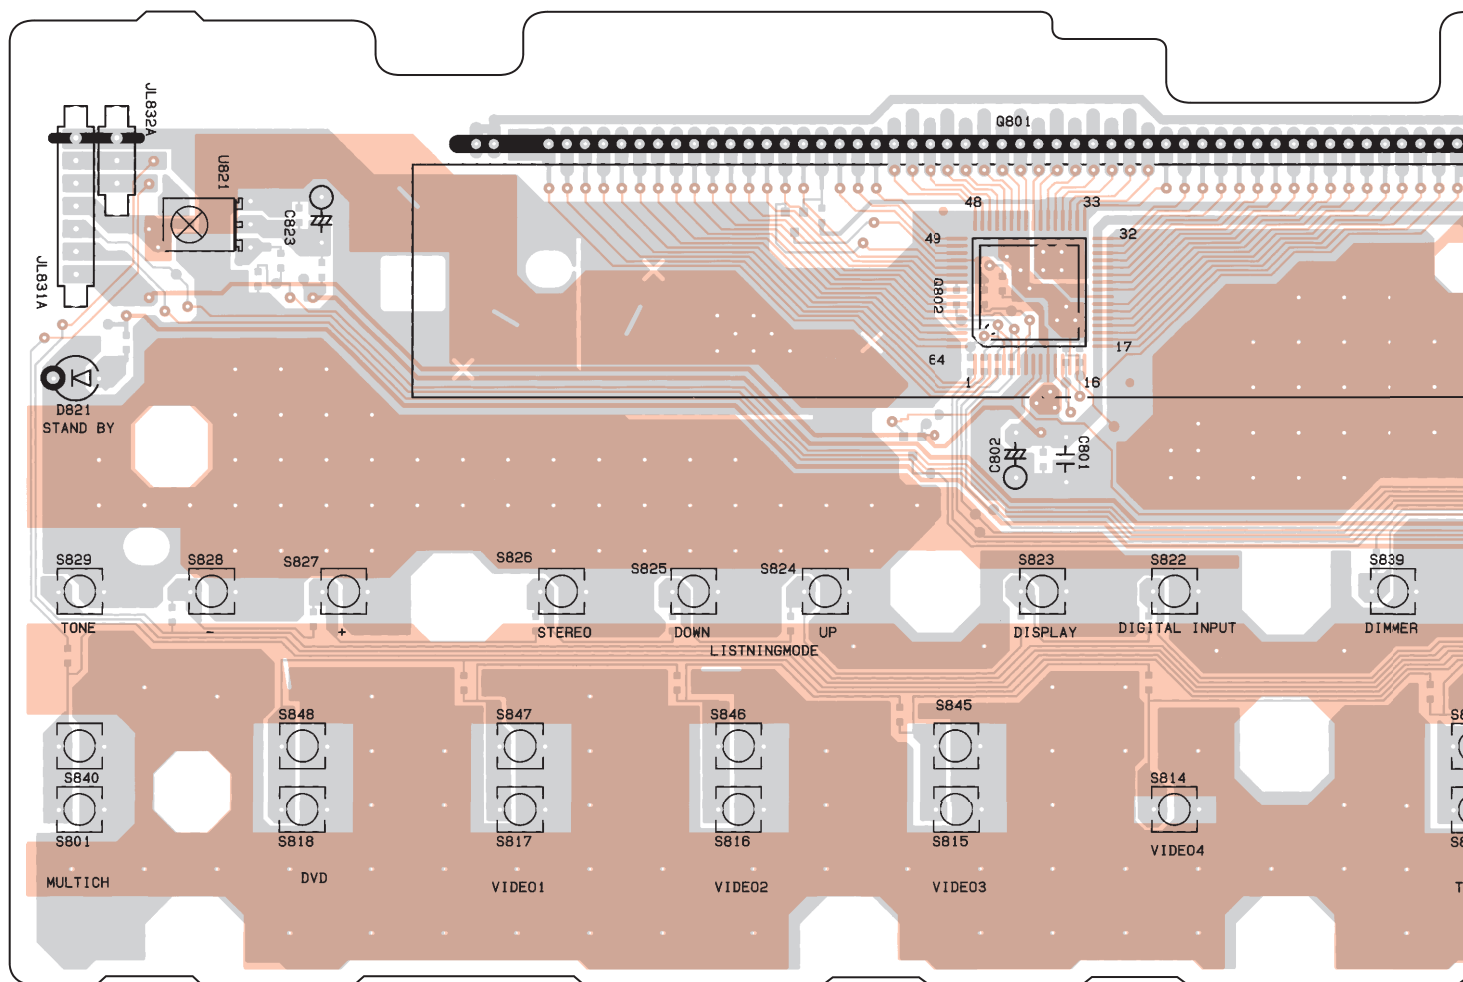 JL832A
Q801
U821
48
33
C823
49
32
JL831A
Q802
64
17
1
16
D821
STAND BY
C802
C801
S829
S828
S827
S826
S825
S824
S823
S822
S839
TONE
-
+
STEREO
DOWN
UP
DISPLAY
DIGITAL INPUT
DIMMER
LISTNINGMODE
S848
S847
S846
S845
S840
S814
S801
S818
S817
S816
S815
VIDEO4
MULTICH
DVD
VIDEO1
VIDEO2
VIDEO3